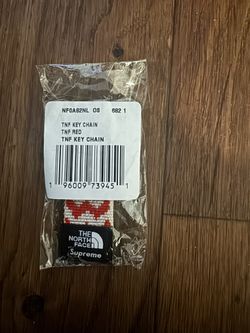 NF0A82NL OS 682 1
TNF KEY CHAIN
TNF RED
TNF KEY CHAIN
1 96009 73945 1
THE
NORTH
FACE
Supreme